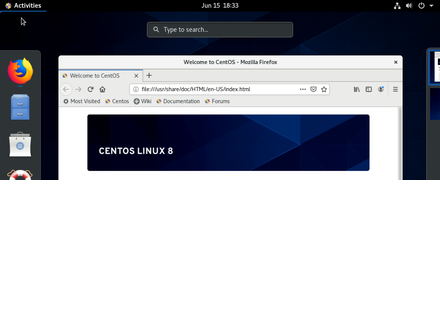 Activities
Jun 15 18:33
Type to search...
Welcome to CentOS - Mozilla Firefox
Welcome to CentOS
file:///usr/share/doc/HTML/en-US/index.html
Most Visited Centos Wiki Documentation Forums
CENTOS LINUX 8